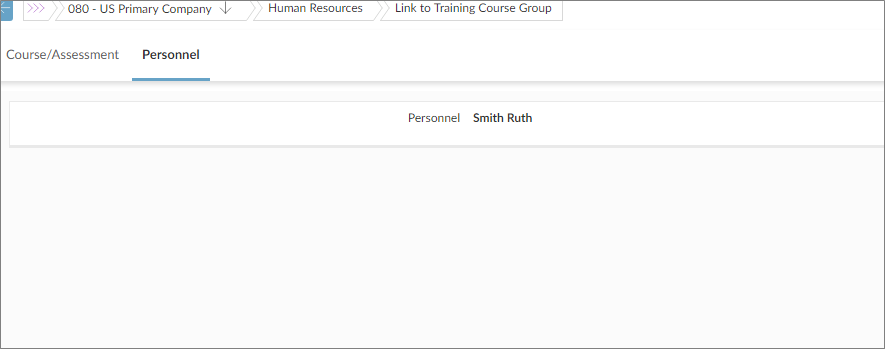 080 - US Primary Company Human Resources Link to Training Course Group
Course/Assessment Personnel
Personnel Smith Ruth